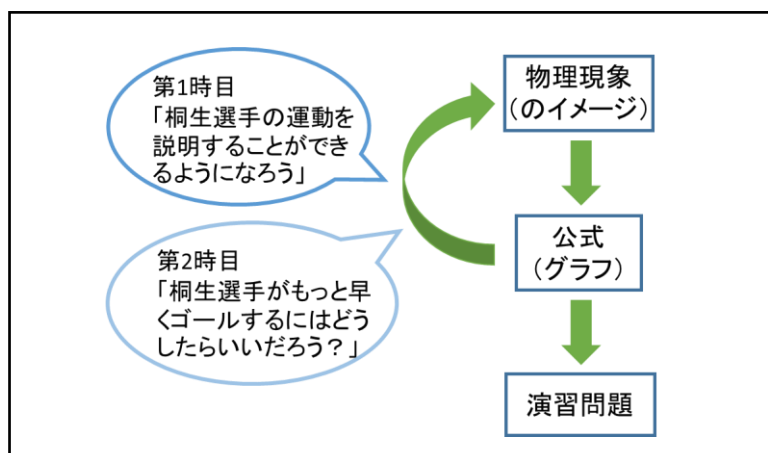 第1時目
「桐生選手の運動を
説明することができ
るようになろう」
第2時目
「桐生選手がもっと早
くゴールするにはどう
したらいいだろう？」
物理現象
（のイメージ）
公式
（グラフ）
演習問題